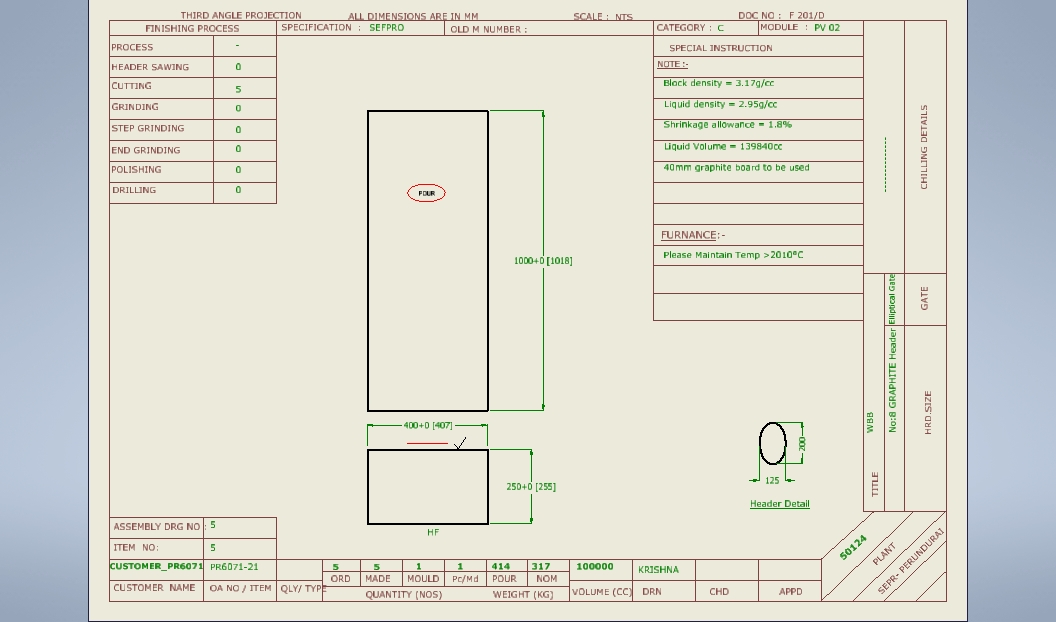 THIRD ANGLE PROJECTION ALL DIMENSIONS ARE IN MM SCALE : NTS DOC NO : F 201/D
FINISHING PROCESS SPECIFICATION : SEFPRO OLD M NUMBER : CATEGORY : C MODULE : PV 02
PROCESS -
HEADER SAWING 0
CUTTING 5
GRINDING 0
STEP GRINDING 0
END GRINDING 0
POLISHING 0
DRILLING 0
SPECIAL INSTRUCTION
NOTE :-
Block density = 3.17g/cc
Liquid density = 2.95g/cc
Shrinkage allowance = 1.8%
Liquid Volume = 139840cc
40mm graphite board to be used
FURNANCE:-
Please Maintain Temp >2010°C
CHILLING DETAILS
GATE
Elliptical Gate
HRD.SIZE
No:8 GRAPHITE Header
TITLE WBB
POUR
1000+0 [1018]
400+0 [407]
250+0 [255]
HF
200
125
Header Detail
ASSEMBLY DRG NO : 5
ITEM NO: 5
CUSTOMER_PR6071 PR6071-21
CUSTOMER NAME OA NO / ITEM QLY/ TYPE
5 5 1 1 414 317 100000 KRISHNA
ORD MADE MOULD Pc/Md POUR NOM
QUANTITY (NOS) WEIGHT (KG) VOLUME (CC) DRN CHD APPD
50124
PLANT
SEPR- PERUNDURAI